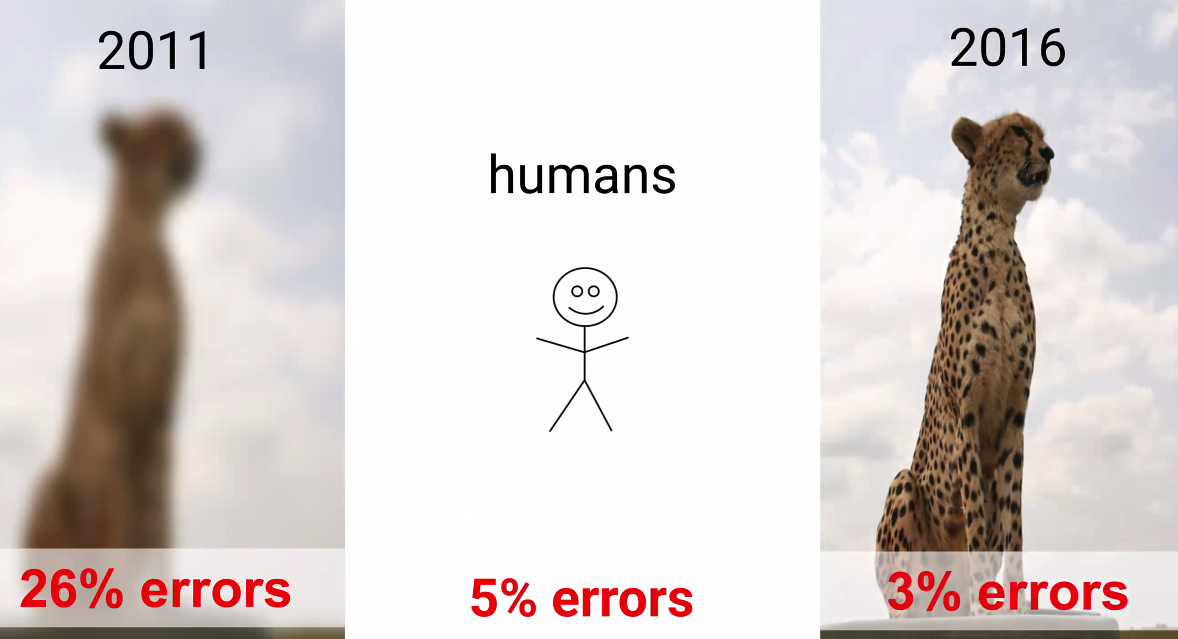 2011
26% errors
humans
5% errors
2016
3% errors